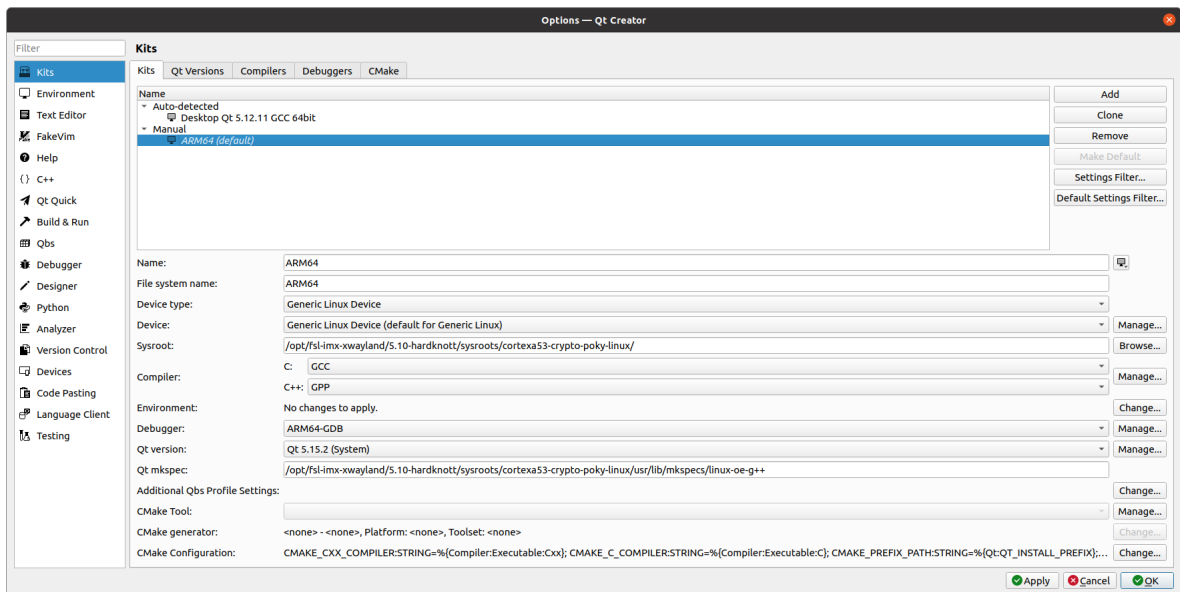 Options — Qt Creator
Filter
Kits
Environment
Text Editor
FakeVim
Help
{} C++
Qt Quick
Build & Run
Qbs
Debugger
Designer
Python
Analyzer
Version Control
Devices
Code Pasting
Language Client
Testing
Kits
Kits Qt Versions Compilers Debuggers CMake
Name
Auto-detected
Desktop Qt 5.12.11 GCC 64bit
Manual
ARM64 (default)
Add
Clone
Remove
Make Default
Settings Filter...
Default Settings Filter...
Name: ARM64
File system name: ARM64
Device type: Generic Linux Device
Device: Generic Linux Device (default for Generic Linux) Manage...
Sysroot: /opt/fsl-imx-xwayland/5.10-hardknott/sysroots/cortexa53-crypto-poky-linux/ Browse...
Compiler: C: GCC Manage...
C++: GPP
Environment: No changes to apply. Change...
Debugger: ARM64-GDB Manage...
Qt version: Qt 5.15.2 (System) Manage...
Qt mkspec: /opt/fsl-imx-xwayland/5.10-hardknott/sysroots/cortexa53-crypto-poky-linux/usr/lib/mkspecs/linux-oe-g++
Additional Qbs Profile Settings: Change...
CMake Tool: Manage...
CMake generator: <none> - <none>, Platform: <none>, Toolset: <none> Change...
CMake Configuration: CMAKE_CXX_COMPILER:STRING=%{Compiler:Executable:Cxx}; CMAKE_C_COMPILER:STRING=%{Compiler:Executable:C}; CMAKE_PREFIX_PATH:STRING=%{Qt:QT_INSTALL_PREFIX};... Change...
Apply Cancel OK